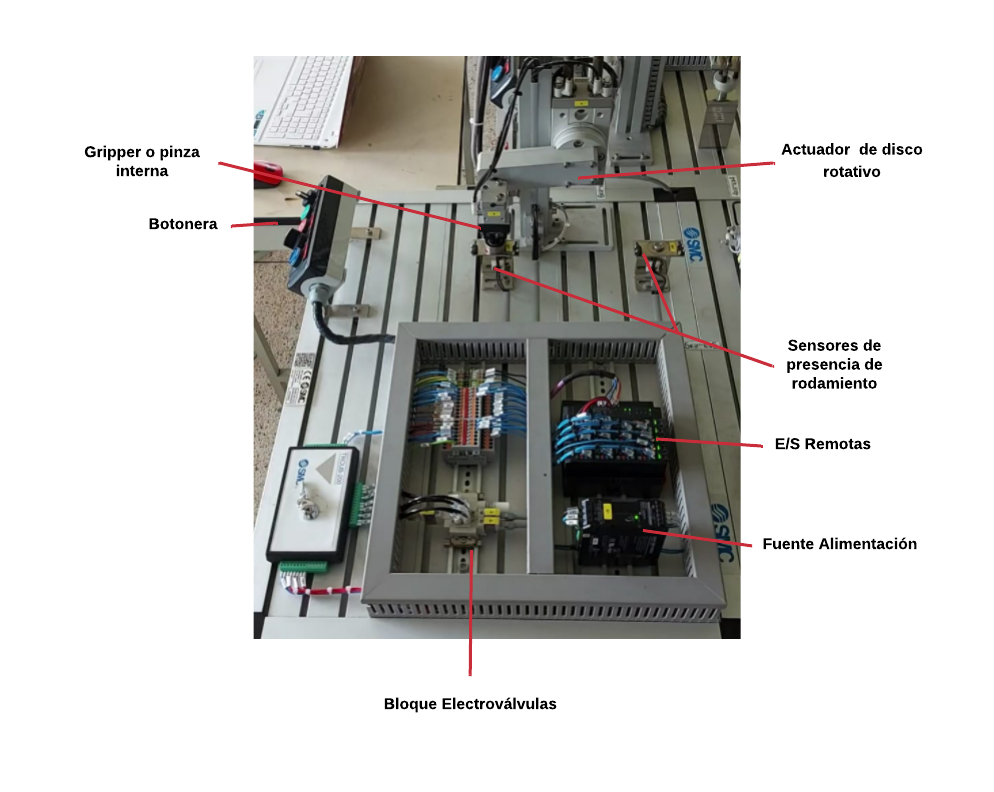 Gripper o pinza
interna
Botonera
Actuador de disco
rotativo
Sensores de
presencia de
rodamiento
E/S Remotas
Fuente Alimentación
Bloque Electroválvulas
SMC
SMC
SMC
SMC